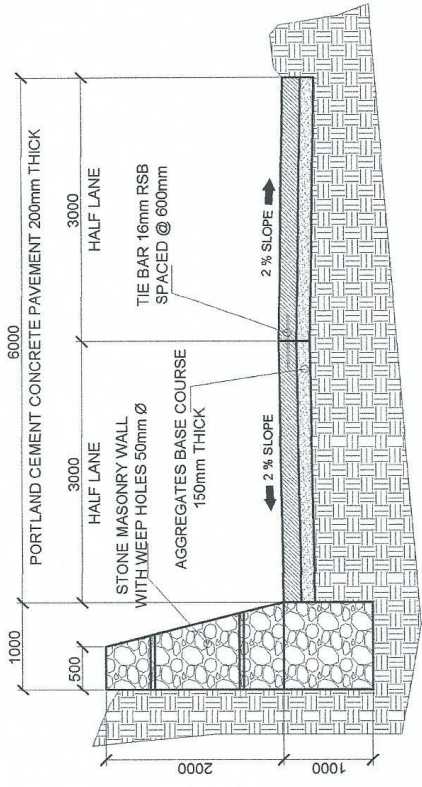 6000
1000
PORTLAND CEMENT CONCRETE PAVEMENT 200mm THICK
500
3000
3000
HALF LANE
HALF LANE
STONE MASONRY WALL
WITH WEEP HOLES 50mm Ø
TIE BAR 16mm RSB
SPACED @ 600mm
AGGREGATES BASE COURSE
150mm THICK
2 % SLOPE
2 % SLOPE
2000
1000